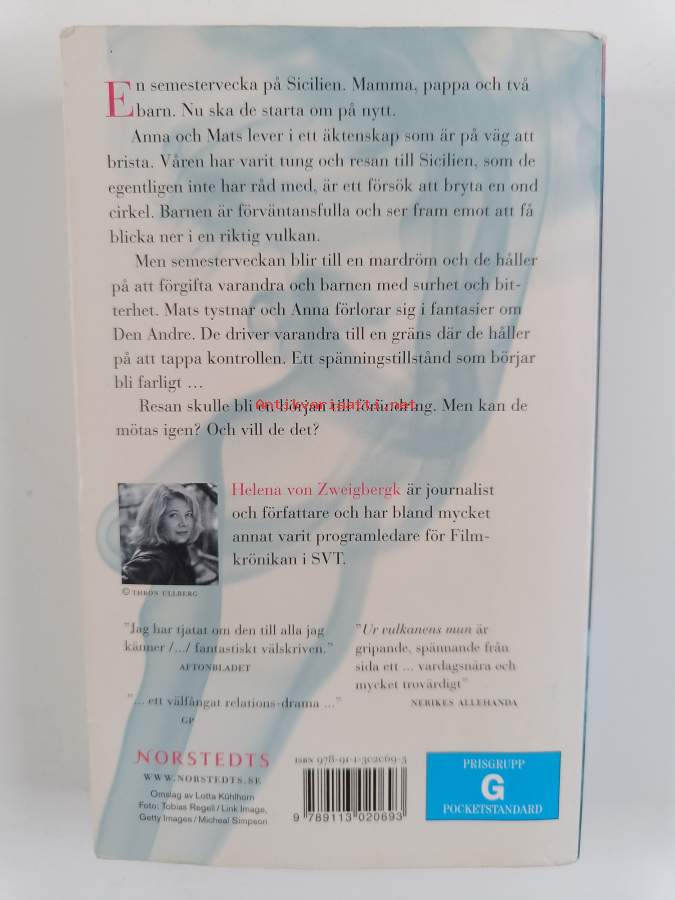 En semestervecka på Sicilien. Mamma, pappa och två
barn. Nu ska de starta om på nytt.
Anna och Mats lever i ett äktenskap som är på väg att
brista. Våren har varit tung och resan till Sicilien, som de
egentligen inte har råd med, är ett försök att bryta en ond
cirkel. Barnen är förväntansfulla och ser fram emot att få
blicka ner i en riktig vulkan.
Men semesterveckan blir till en mardröm och de håller
på att förgifta varandra och barnen med surhet och bit-
terhet. Mats tystnar och Anna förlorar sig i fantasier om
Den Andre. De driver varandra till en gräns där de håller
på att tappa kontrollen. Ett spänningstillstånd som börjar
bli farligt ...
Resan skulle bli en början till förändring. Men kan de
antikvariaatti.net
mötas igen? Och vill de det?
Helena von Zweigbergk är journalist
och författare och har bland mycket
annat varit programledare för Film-
krönikan i SVT.
© THRON ULLBERG
"Jag har tjatat om den till alla jag
känner /.../ fantastiskt välskriven."
AFTONBLADET
"... ett välfångat relations-drama ..."
GP
"Ur vulkanens mun är
gripande, spännande från
sida ett ... vardagsnära och
mycket trovärdigt"
NERIKES ALLEHANDA
NORSTEDTS
WWW.NORSTEDTS.SE
Omslag av Lotta Kühlhorn
Foto: Tobias Regell / Link Image,
Getty Images / Micheal Simpson
ISBN 978-91-1-302069-3
9 789113 020693
PRISGRUPP
G
POCKETSTANDARD